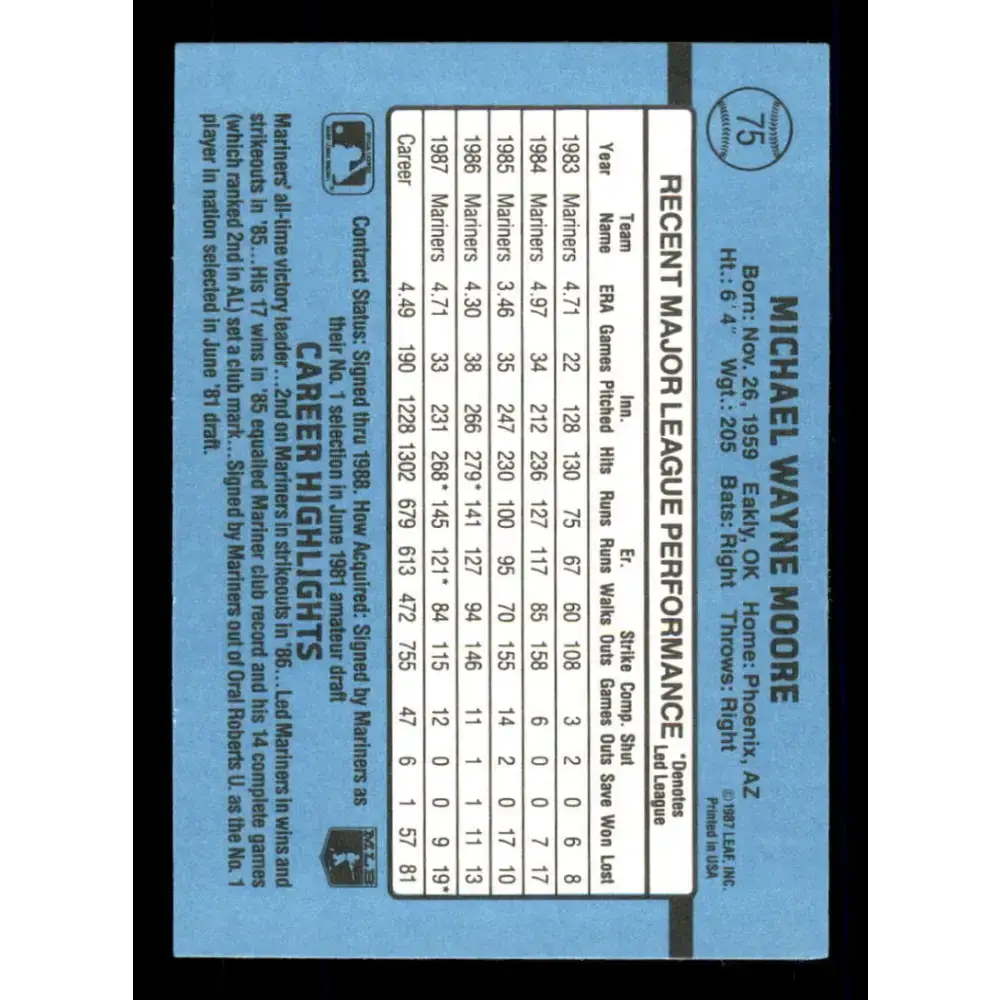 75
MICHAEL WAYNE MOORE
Born: Nov. 26, 1959 Eakly, OK Home: Phoenix, AZ
Ht.: 6'4" Wgt.: 205 Bats: Right Throws: Right
© 1987 LEAF, INC.
Printed in USA
RECENT MAJOR LEAGUE PERFORMANCE *Denotes Led League
Year Team Name ERA Games Inn. Pitched Hits Runs Er. Runs Walks Strike Outs Comp. Games Shut Outs Save Won Lost
1983 Mariners 4.71 22 128 130 75 67 60 108 3 2 0 6 8
1984 Mariners 4.97 34 212 236 127 117 85 158 6 0 0 7 17
1985 Mariners 3.46 35 247 230 100 95 70 155 14 2 0 17 10
1986 Mariners 4.30 38 266 279* 141 127 94 146 11 1 1 11 13
1987 Mariners 4.71 33 231 268* 145 121* 84 115 12 0 0 9 19*
Career 4.49 190 1228 1302 679 613 472 755 47 6 1 57 81
Contract Status: Signed thru 1988. How Acquired: Signed by Mariners as
their No. 1 selection in June 1981 amateur draft
MLB
CAREER HIGHLIGHTS
Mariners' all-time victory leader...2nd on Mariners in strikeouts in '86...Led Mariners in wins and
strikeouts in '85...His 17 wins in '85 equalled Mariner club record and his 14 complete games
(which ranked 2nd in AL) set a club mark...Signed by Mariners out of Oral Roberts U. as the No. 1
player in nation selected in June '81 draft.